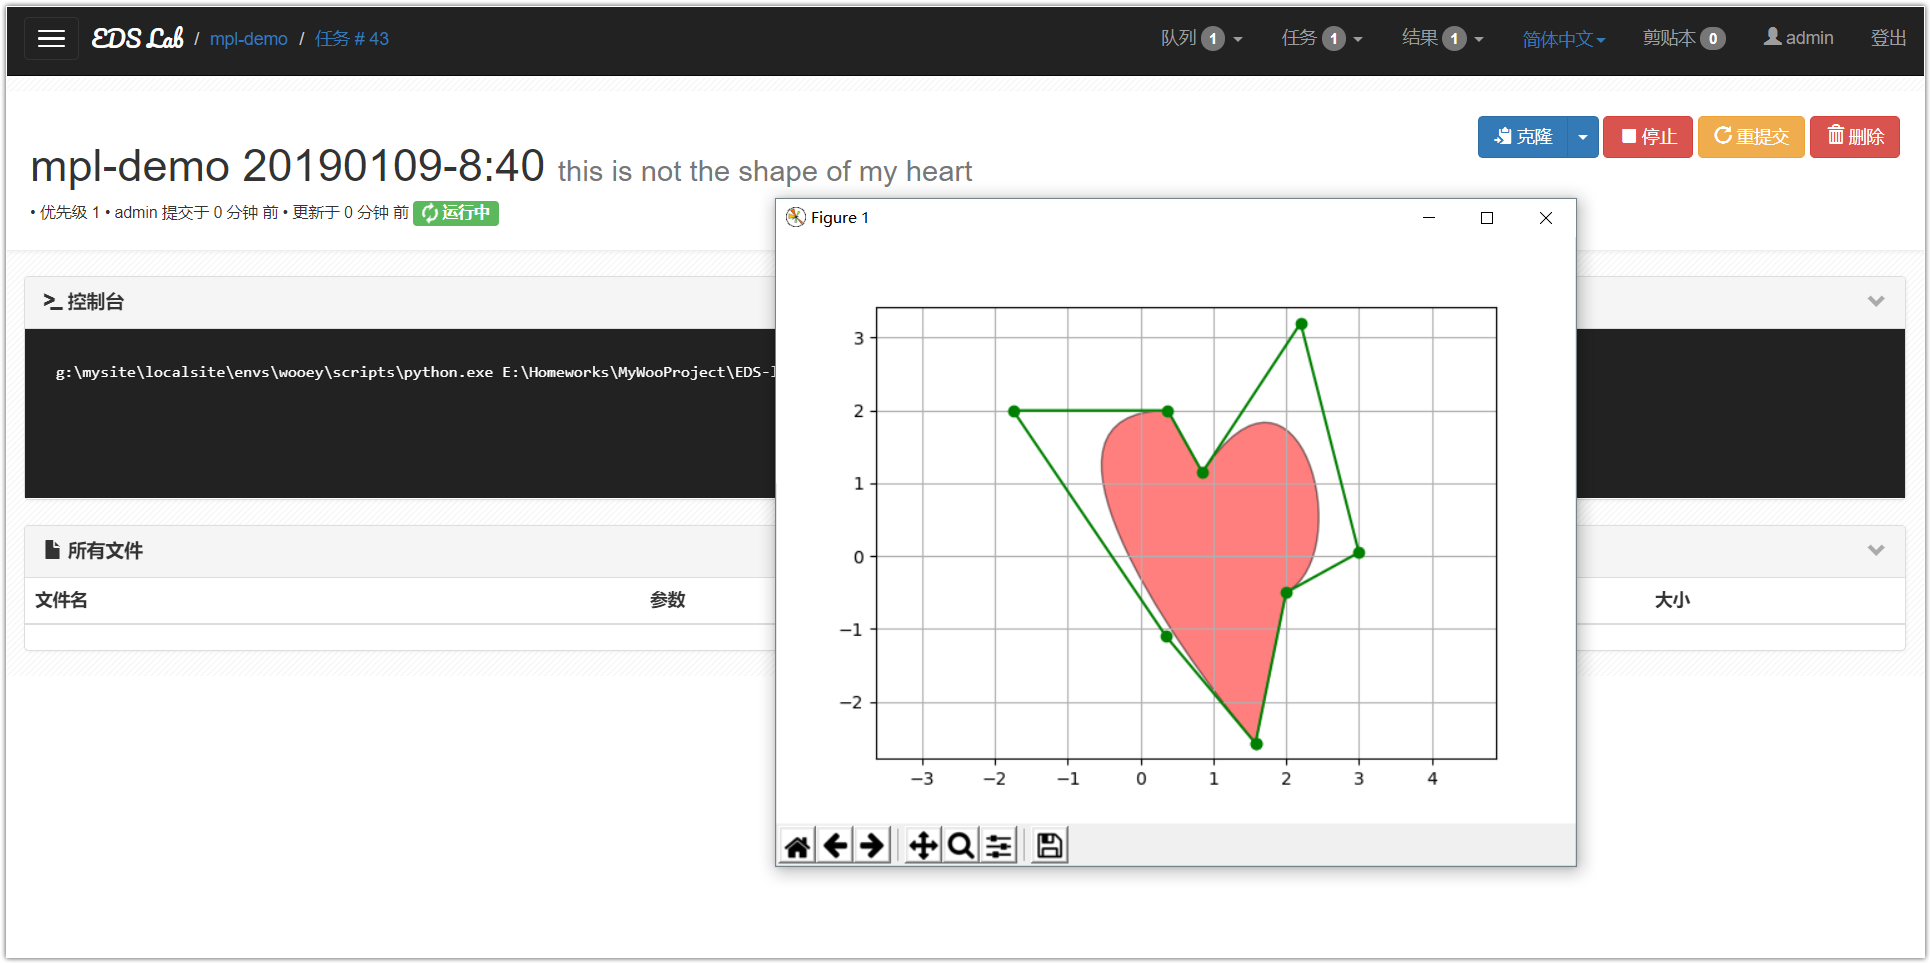 EDS Lab / mpl-demo / 任务 # 43
队列 1 任务 1 结果 1 简体中文 剪贴本 0 admin 登出
克隆 停止 重提交 删除
mpl-demo 20190109-8:40 this is not the shape of my heart
• 优先级 1 • admin 提交于 0 分钟 前 • 更新于 0 分钟 前 运行中
Figure 1
控制台
g:\mysite\localsite\envs\wooey\scripts\python.exe E:\Homeworks\MyWooProject\EDS-
所有文件
文件名 参数 大小
3
2
1
0
−1
−2
−3 −2 −1 0 1 2 3 4